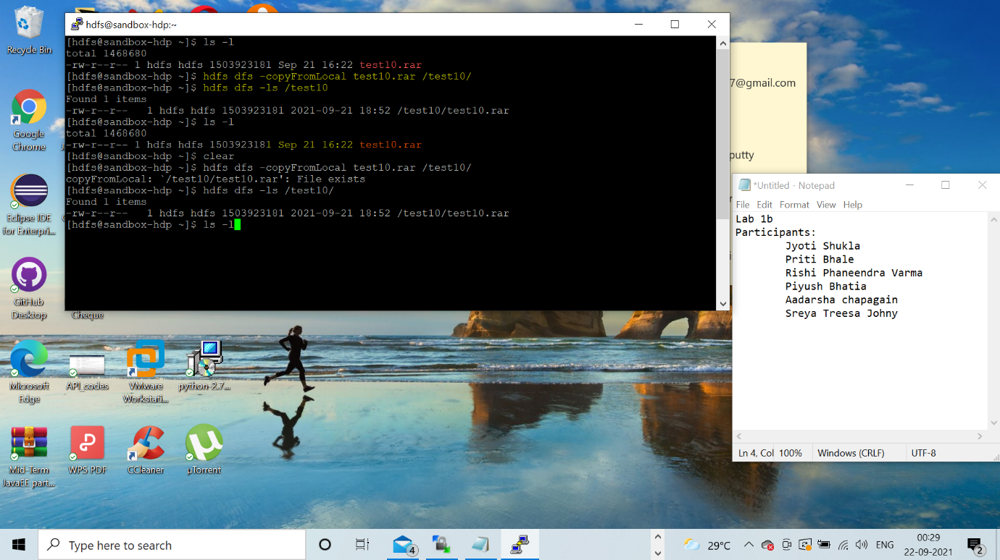 Recycle Bin
Google
Chrome
Eclipse IDE
for Enterpri...
GitHub
Desktop
Cheque
Microsoft
Edge
API_codes
VMware
Workstati...
python-2.7...
Mid-Term
JavaEE part...
WPS PDF
CCleaner
µTorrent
hdfs@sandbox-hdp:~
[hdfs@sandbox-hdp ~]$ ls -l
total 1468680
-rw-r--r-- 1 hdfs hdfs 1503923181 Sep 21 16:22 test10.rar
[hdfs@sandbox-hdp ~]$ hdfs dfs -copyFromLocal test10.rar /test10/
[hdfs@sandbox-hdp ~]$ hdfs dfs -ls /test10
Found 1 items
-rw-r--r--   1 hdfs hdfs 1503923181 2021-09-21 18:52 /test10/test10.rar
[hdfs@sandbox-hdp ~]$ ls -l
total 1468680
-rw-r--r-- 1 hdfs hdfs 1503923181 Sep 21 16:22 test10.rar
[hdfs@sandbox-hdp ~]$ clear
[hdfs@sandbox-hdp ~]$ hdfs dfs -copyFromLocal test10.rar /test10/
copyFromLocal: `/test10/test10.rar': File exists
[hdfs@sandbox-hdp ~]$ hdfs dfs -ls /test10/
Found 1 items
-rw-r--r--   1 hdfs hdfs 1503923181 2021-09-21 18:52 /test10/test10.rar
[hdfs@sandbox-hdp ~]$ ls -l
7@gmail.com
putty
*Untitled - Notepad
File Edit Format View Help
Lab 1b
Participants:
Jyoti Shukla
Priti Bhale
Rishi Phaneendra Varma
Piyush Bhatia
Aadarsha chapagain
Sreya Treesa Johny
Ln 4, Col 100% Windows (CRLF) UTF-8
Type here to search
4
29°C
ENG
00:29
22-09-2021
2